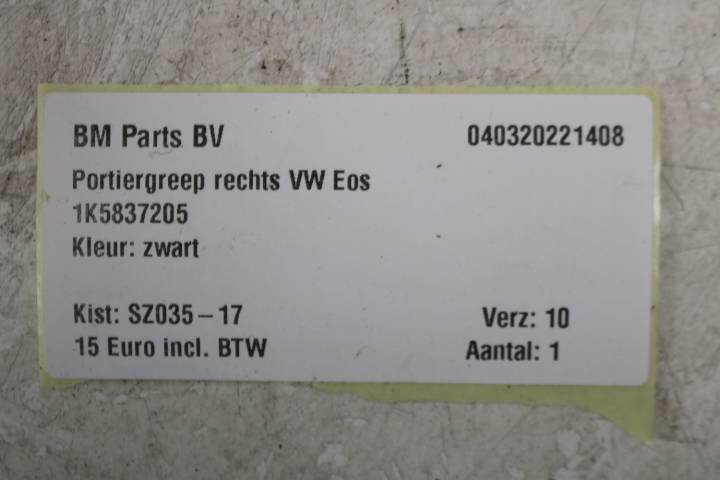 BM Parts BV 040320221408
Portiergreep rechts VW Eos
1K5837205
Kleur: zwart
Kist: SZ035-17 Verz: 10
15 Euro incl. BTW Aantal: 1